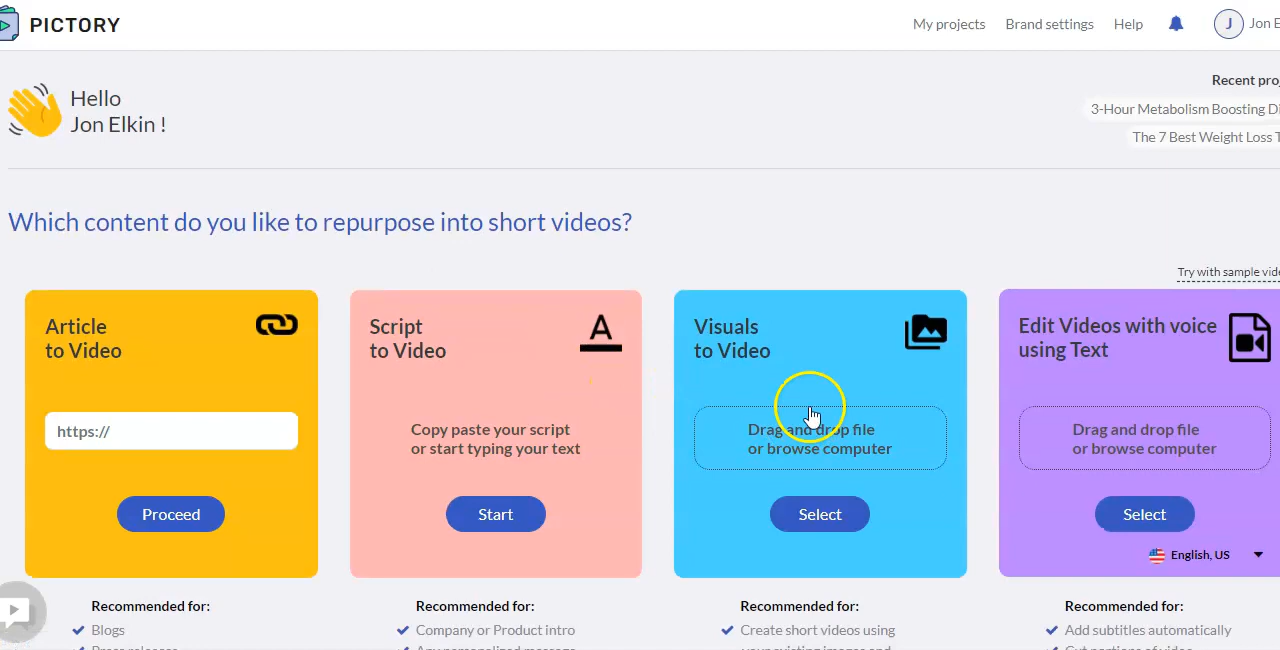 PICTORY
My projects
Brand settings
Help
J
Jon
Hello
Jon Elkin !
Recent
3-Hour Metabolism Boosting
The 7 Best Weight Loss
Which content do you like to repurpose into short videos?
Try with sample
Article
to Video
https://
Proceed
Script
to Video
A
Copy paste your script
or start typing your text
Start
Visuals
to Video
Drag and drop file
or browse computer
Select
Edit Videos with voice
using Text
Drag and drop file
or browse computer
Select
English, US
Recommended for:
Blogs
Recommended for:
Company or Product intro
Recommended for:
Create short videos using
Recommended for:
Add subtitles automatically